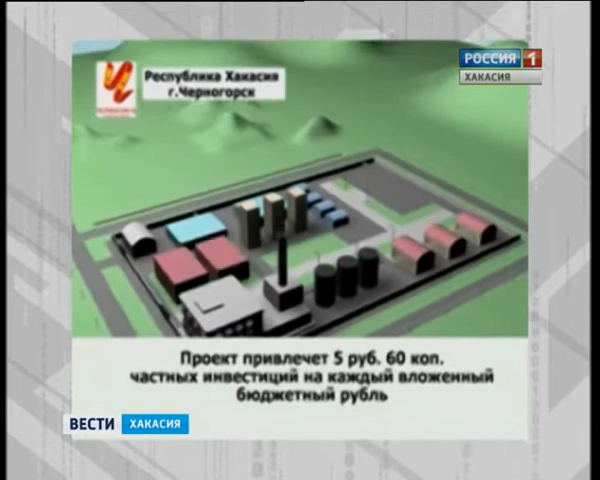 РОССИЯ 1
ХАКАСИЯ
Республика Хакасия
г.Черногорск
Проект привлечет 5 руб. 60 коп.
частных инвестиций на каждый вложенный
бюджетный рубль
ВЕСТИ ХАКАСИЯ